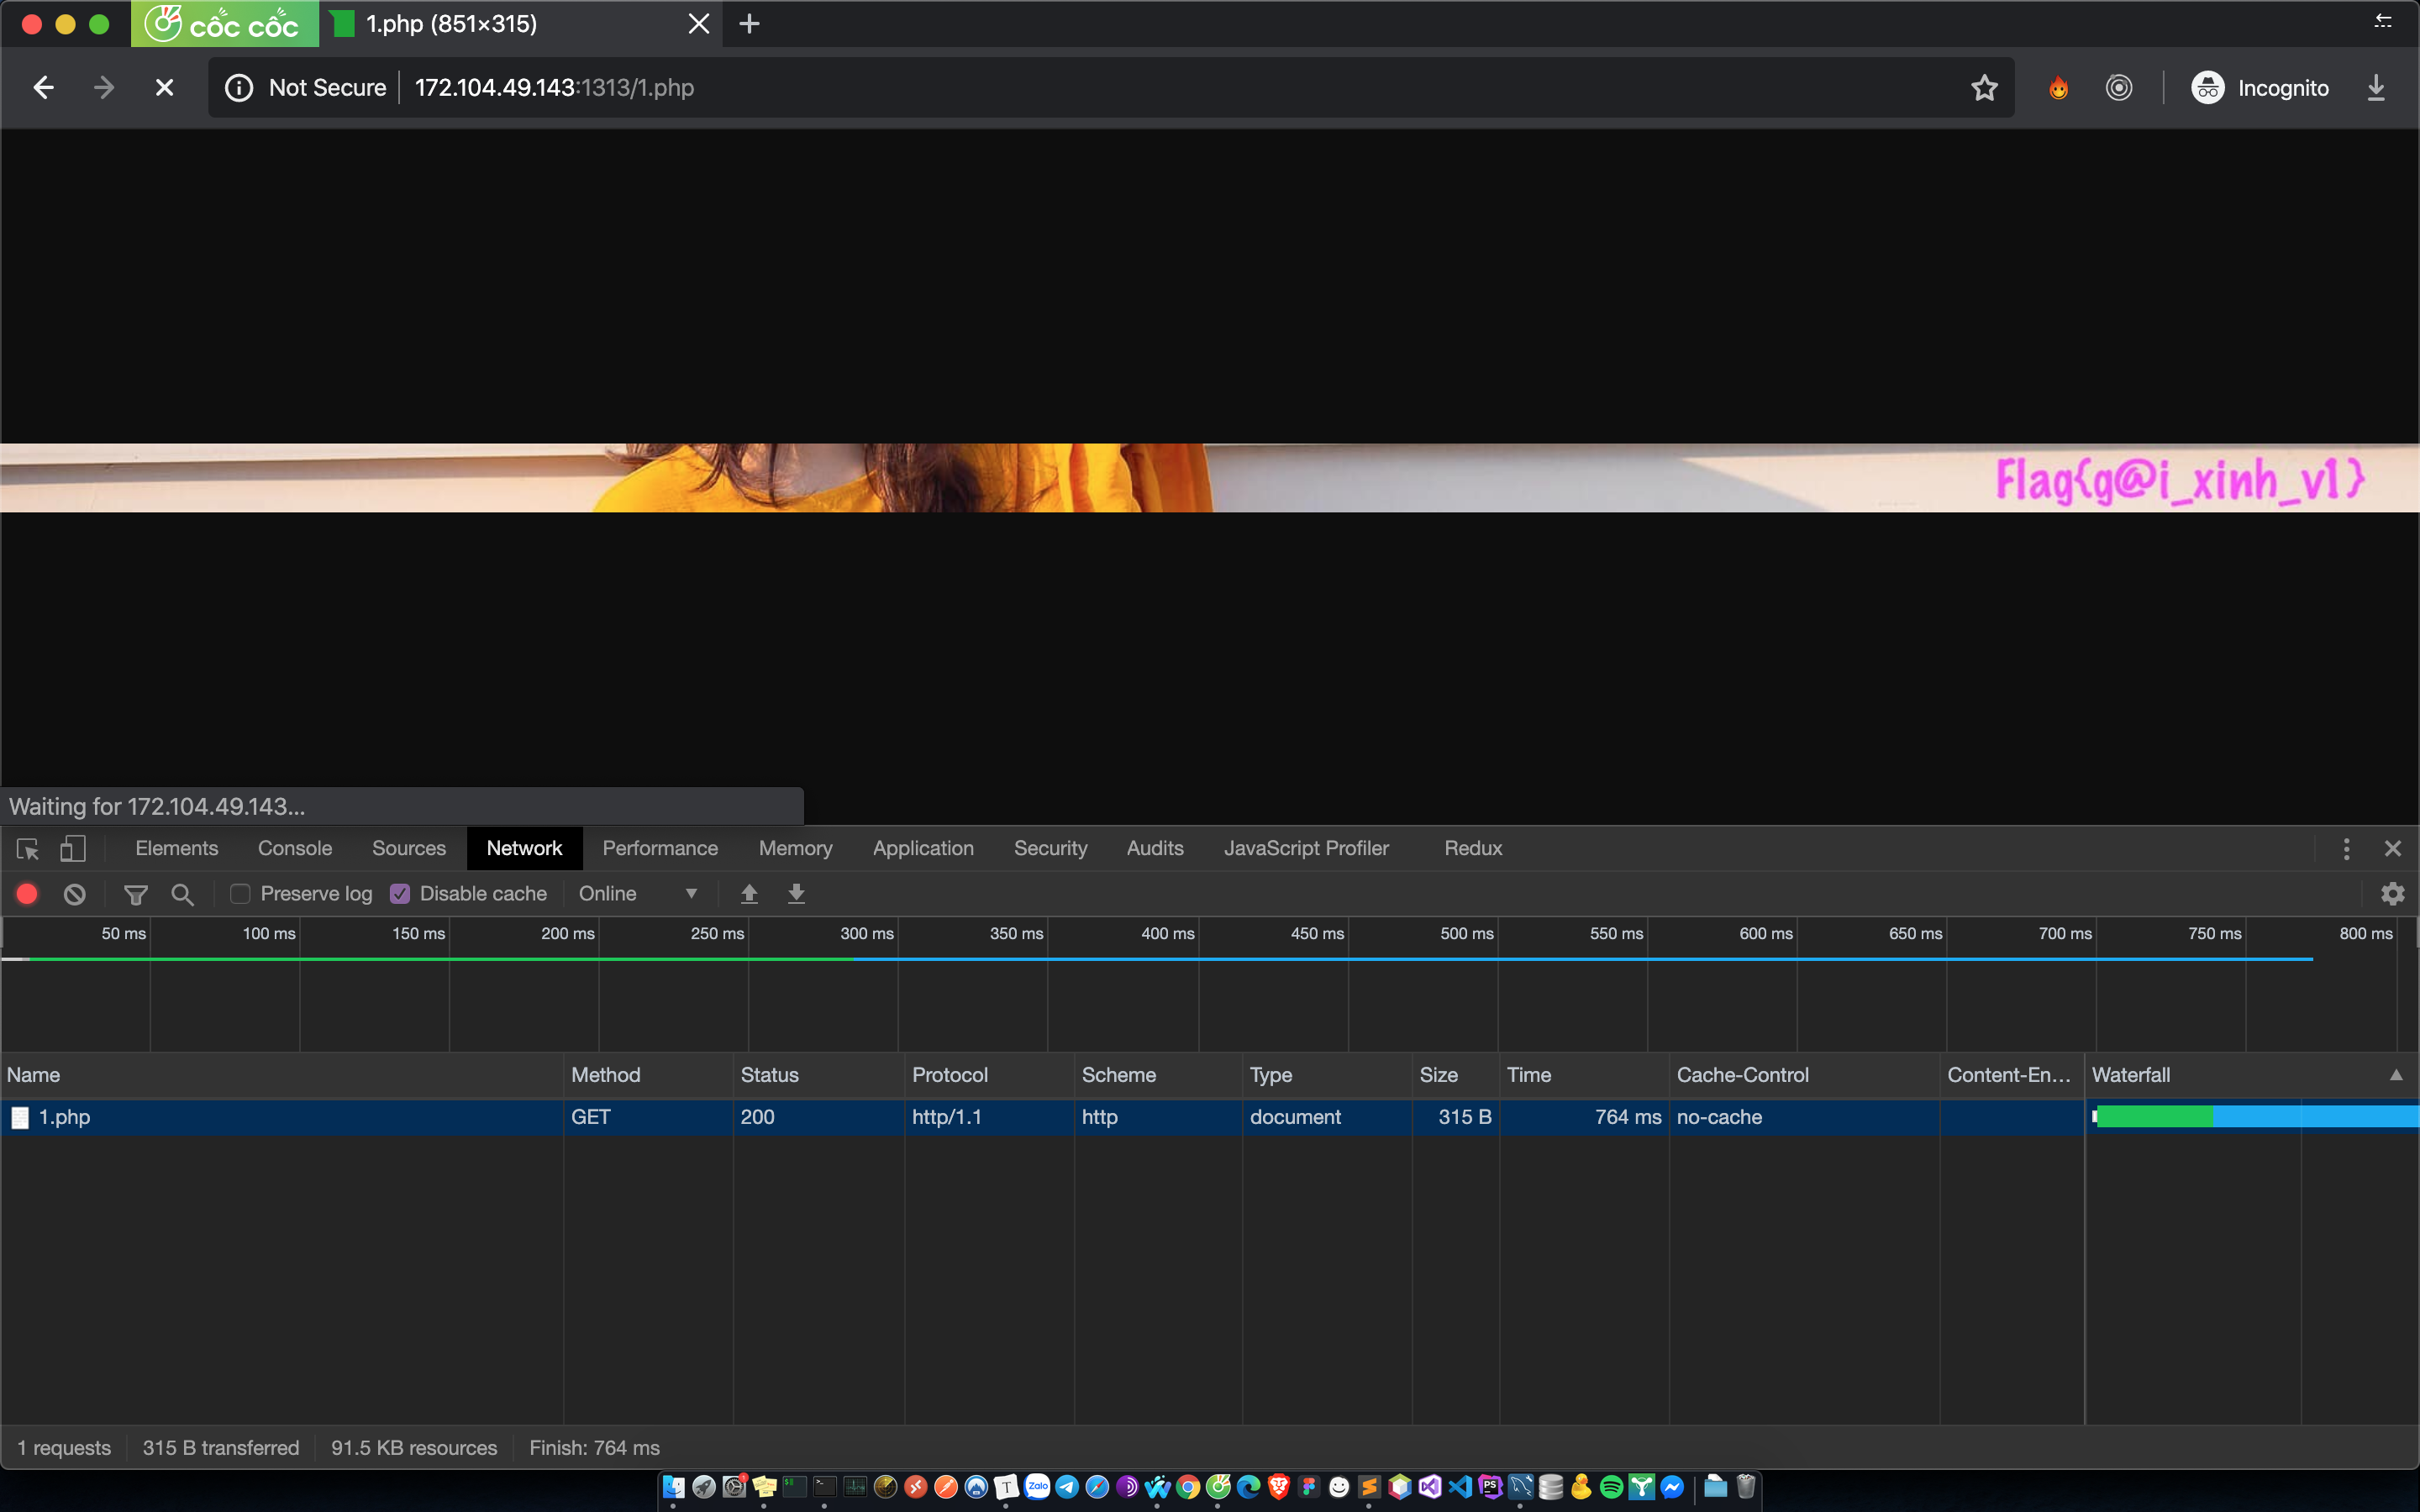 cốc cốc
1.php (851×315)
Not Secure
172.104.49.143:1313/1.php
Incognito
Flag{g@i_xinh_v1}
Waiting for 172.104.49.143...
Elements Console Sources Network Performance Memory Application Security Audits JavaScript Profiler Redux
Preserve log Disable cache Online
50 ms 100 ms 150 ms 200 ms 250 ms 300 ms 350 ms 400 ms 450 ms 500 ms 550 ms 600 ms 650 ms 700 ms 750 ms 800 ms
Name Method Status Protocol Scheme Type Size Time Cache-Control Content-En... Waterfall
1.php GET 200 http/1.1 http document 315 B 764 ms no-cache
1 requests 315 B transferred 91.5 KB resources Finish: 764 ms
T Zalo PS